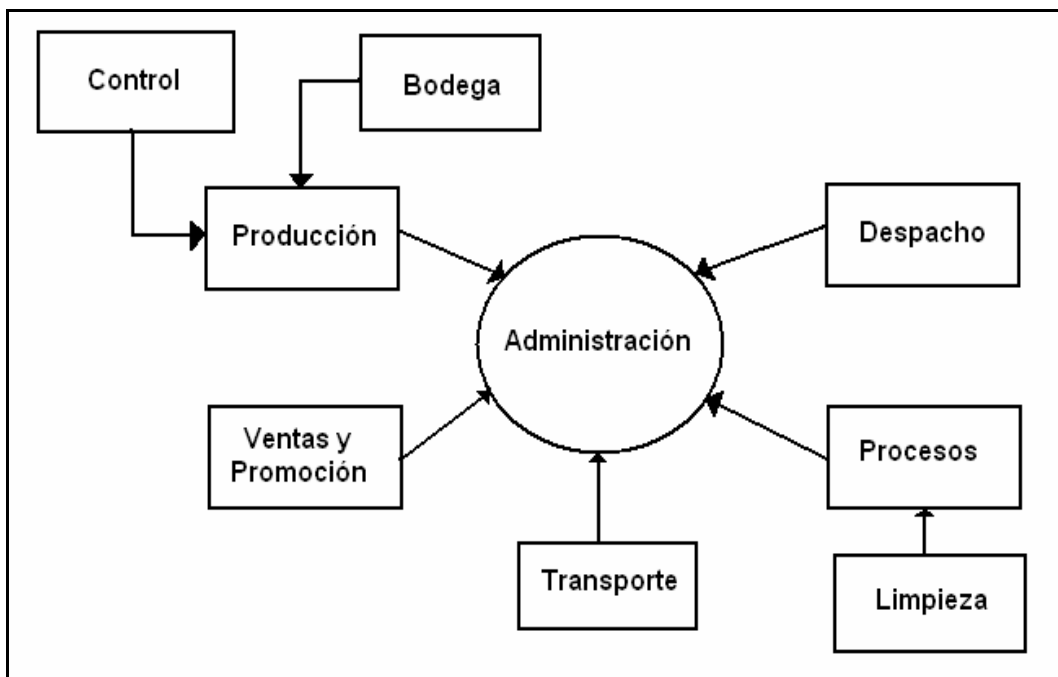 Control
Bodega
Producción
Despacho
Administración
Ventas y
Promoción
Procesos
Transporte
Limpieza